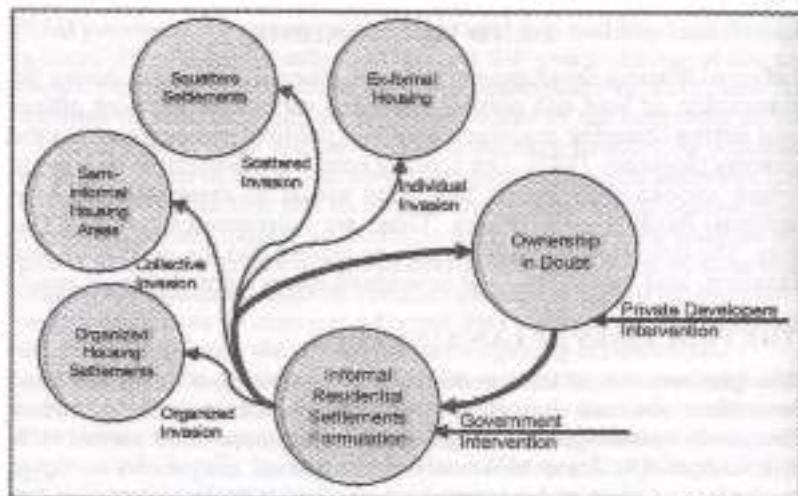 Squatters
Settlements
Ex-formal
Housing
Scattered
Invasion
Individual
Invasion
Semi-
informal
Housing
Areas
Ownership
in Doubt
Collective
Invasion
Private Developers
Intervention
Organized
Housing
Settlements
Informal
Residential
Settlements
Formulation
Organized
Invasion
Government
Intervention